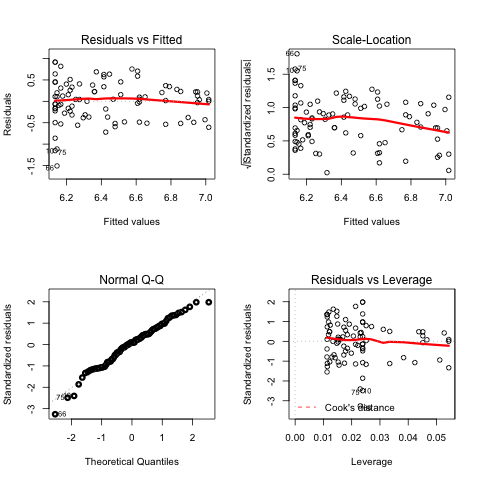 Residuals vs Fitted
Residuals
0.5
-0.5
-1.5
66
6.2 6.4 6.6 6.8 7.0
Fitted values
Scale-Location
√|Standardized residuals|
1.5
1.0
0.5
0.0
66
6.2 6.4 6.6 6.8 7.0
Fitted values
Normal Q-Q
Standardized residuals
2
1
0
-1
-2
-3
66
-2 -1 0 1 2
Theoretical Quantiles
Residuals vs Leverage
Standardized residuals
2
1
0
-1
-2
-3
Cook's distance
0.00 0.01 0.02 0.03 0.04 0.05
Leverage